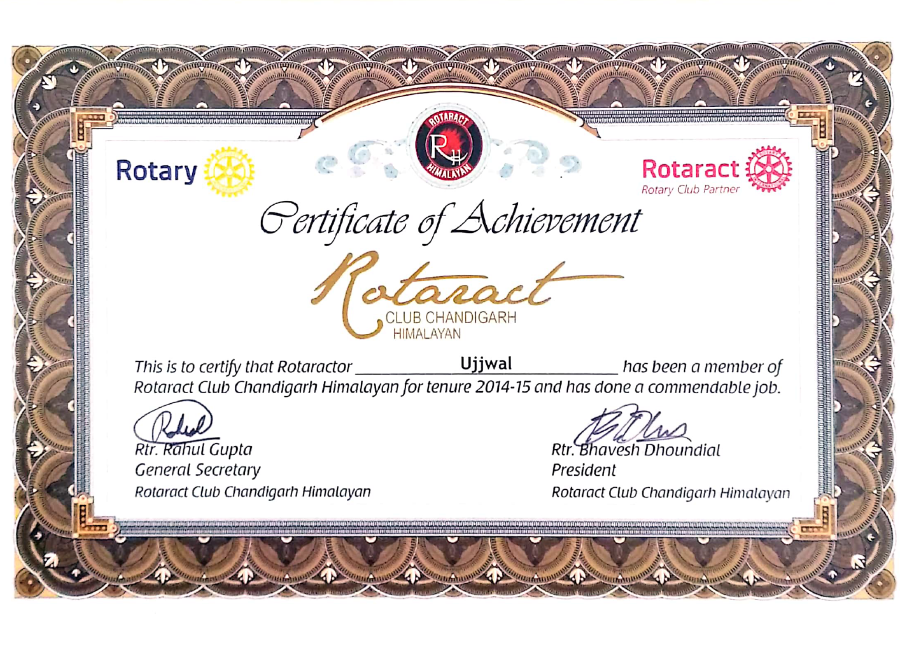 ROTARACT
RH
HIMALAYAN
Rotary
Rotaract
Rotary Club Partner
Certificate of Achievement
Rotaract
CLUB CHANDIGARH
HIMALAYAN
This is to certify that Rotaractor Ujjwal has been a member of
Rotaract Club Chandigarh Himalayan for tenure 2014-15 and has done a commendable job.
Rahul
Rtr. Rahul Gupta
General Secretary
Rotaract Club Chandigarh Himalayan
Rtr. Bhavesh Dhoundial
President
Rotaract Club Chandigarh Himalayan